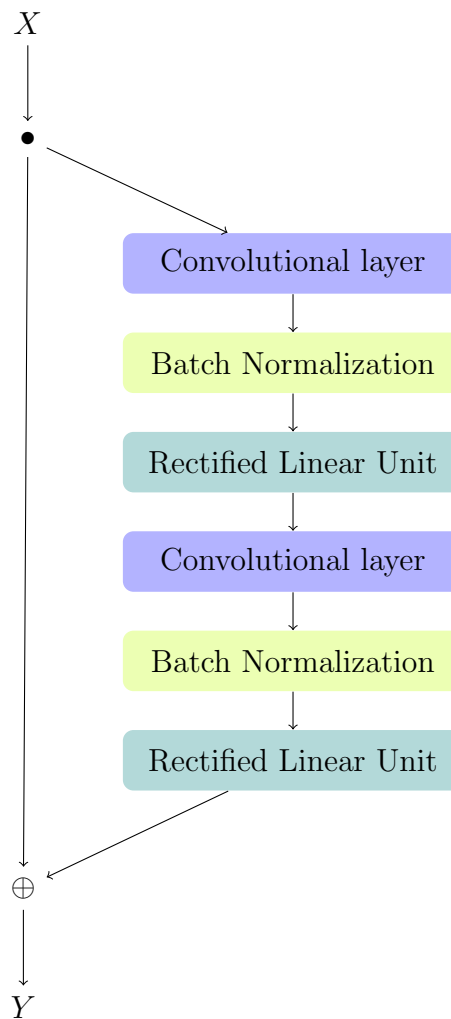 X
Convolutional layer
Batch Normalization
Rectified Linear Unit
Convolutional layer
Batch Normalization
Rectified Linear Unit
⊕
Y